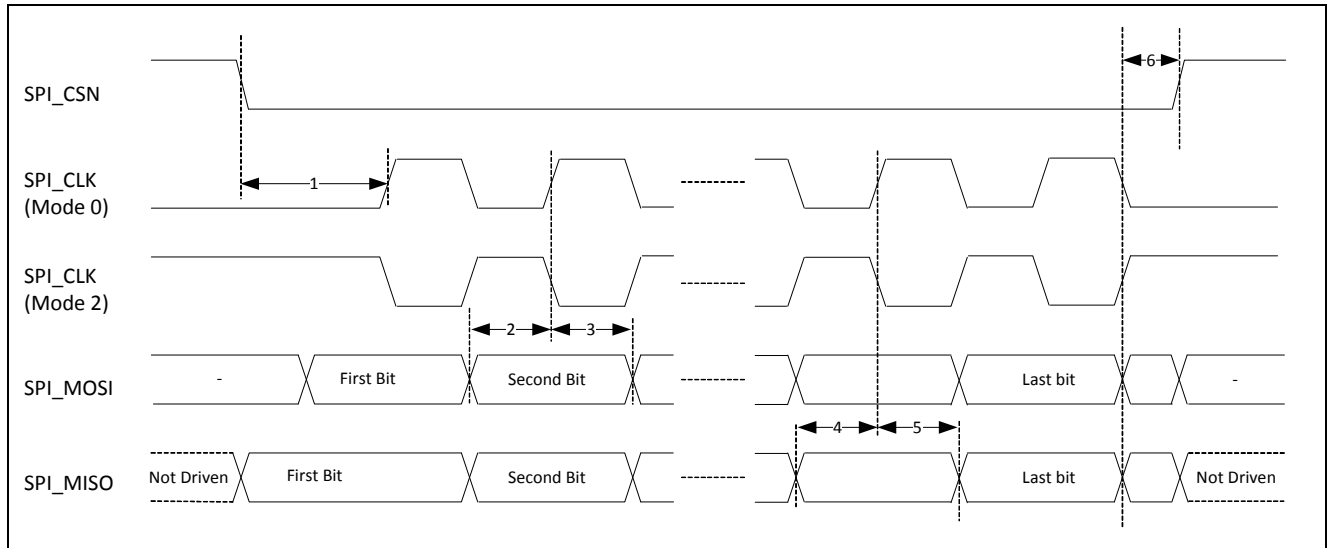 6
SPI_CSN
SPI_CLK
(Mode 0)
1
SPI_CLK
(Mode 2)
2 3
SPI_MOSI - First Bit Second Bit Last bit -
4 5
SPI_MISO Not Driven First Bit Second Bit Last bit Not Driven